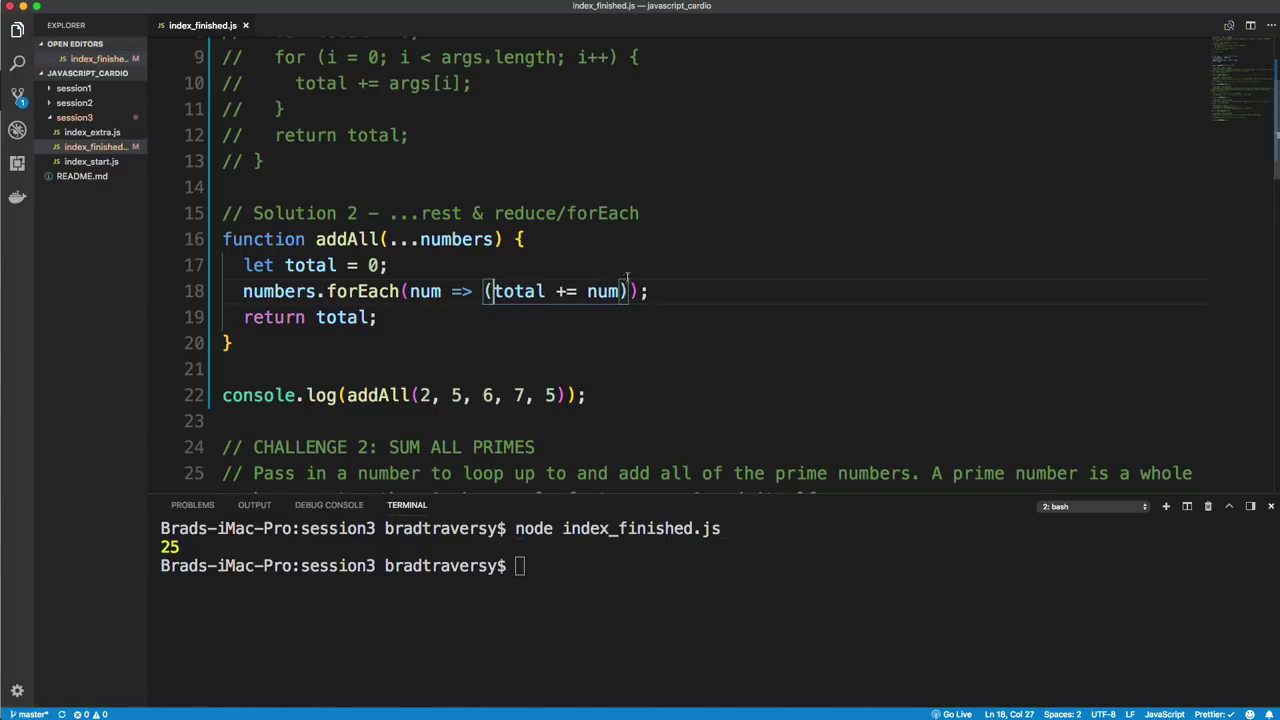 index_finished.js — javascript_cardio
EXPLORER
OPEN EDITORS
index_finishe... M
JAVASCRIPT_CARDIO
session1
session2
session3
JS index_extra.js
JS index_finished... M
JS index_start.js
README.md
1
JS index_finished.js ×
9 //   for (i = 0; i < args.length; i++) {
10 //     total += args[i];
11 //   }
12 //   return total;
13 // }
14
15 // Solution 2 - ...rest & reduce/forEach
16 function addAll(...numbers) {
17   let total = 0;
18   numbers.forEach(num => (total += num));
19   return total;
20 }
21
22 console.log(addAll(2, 5, 6, 7, 5));
23
24 // CHALLENGE 2: SUM ALL PRIMES
25 // Pass in a number to loop up to and add all of the prime numbers. A prime number is a whole
PROBLEMS OUTPUT DEBUG CONSOLE TERMINAL 2: bash
Brads-iMac-Pro:session3 bradtraversy$ node index_finished.js
25
Brads-iMac-Pro:session3 bradtraversy$
master* 0 0 Go Live Ln 18, Col 27 Spaces: 2 UTF-8 LF JavaScript Prettier: ✓